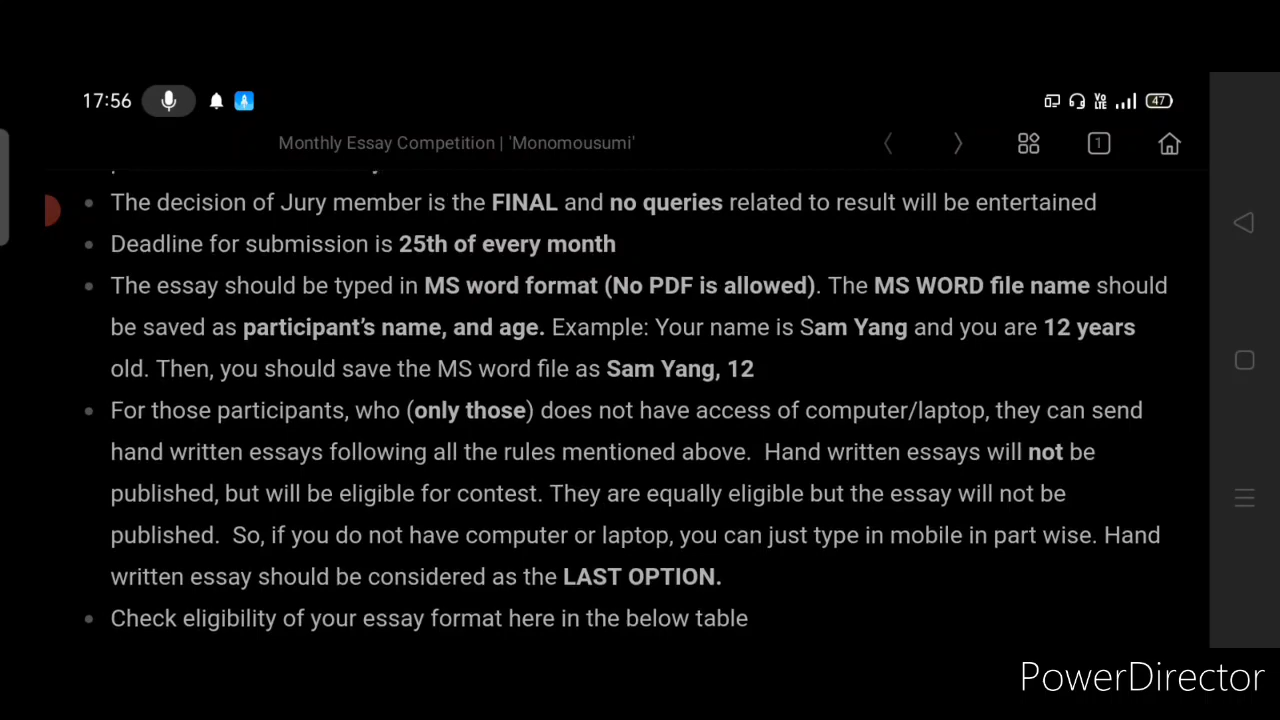 17:56
VoLTE
47
Monthly Essay Competition | 'Monomousumi'
1
The decision of Jury member is the FINAL and no queries related to result will be entertained
Deadline for submission is 25th of every month
The essay should be typed in MS word format (No PDF is allowed). The MS WORD file name should
be saved as participant's name, and age. Example: Your name is Sam Yang and you are 12 years
old. Then, you should save the MS word file as Sam Yang, 12
For those participants, who (only those) does not have access of computer/laptop, they can send
hand written essays following all the rules mentioned above. Hand written essays will not be
published, but will be eligible for contest. They are equally eligible but the essay will not be
published. So, if you do not have computer or laptop, you can just type in mobile in part wise. Hand
written essay should be considered as the LAST OPTION.
Check eligibility of your essay format here in the below table
PowerDirector